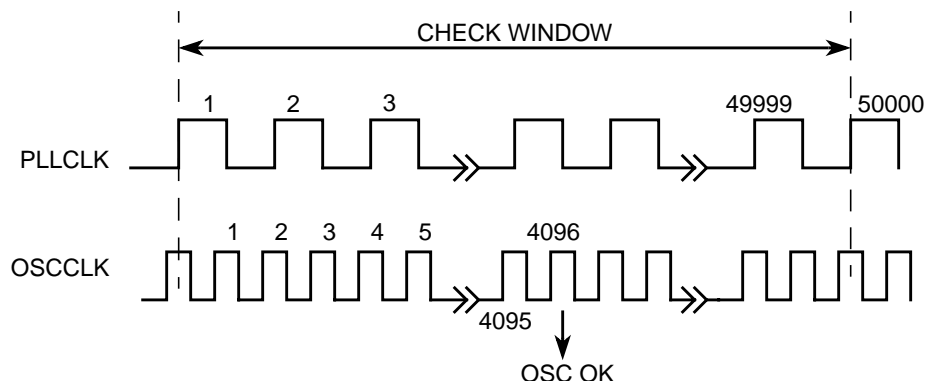 CHECK WINDOW
1 2 3 49999 50000
PLLCLK
1 2 3 4 5 4096
OSCCLK
4095
OSC OK